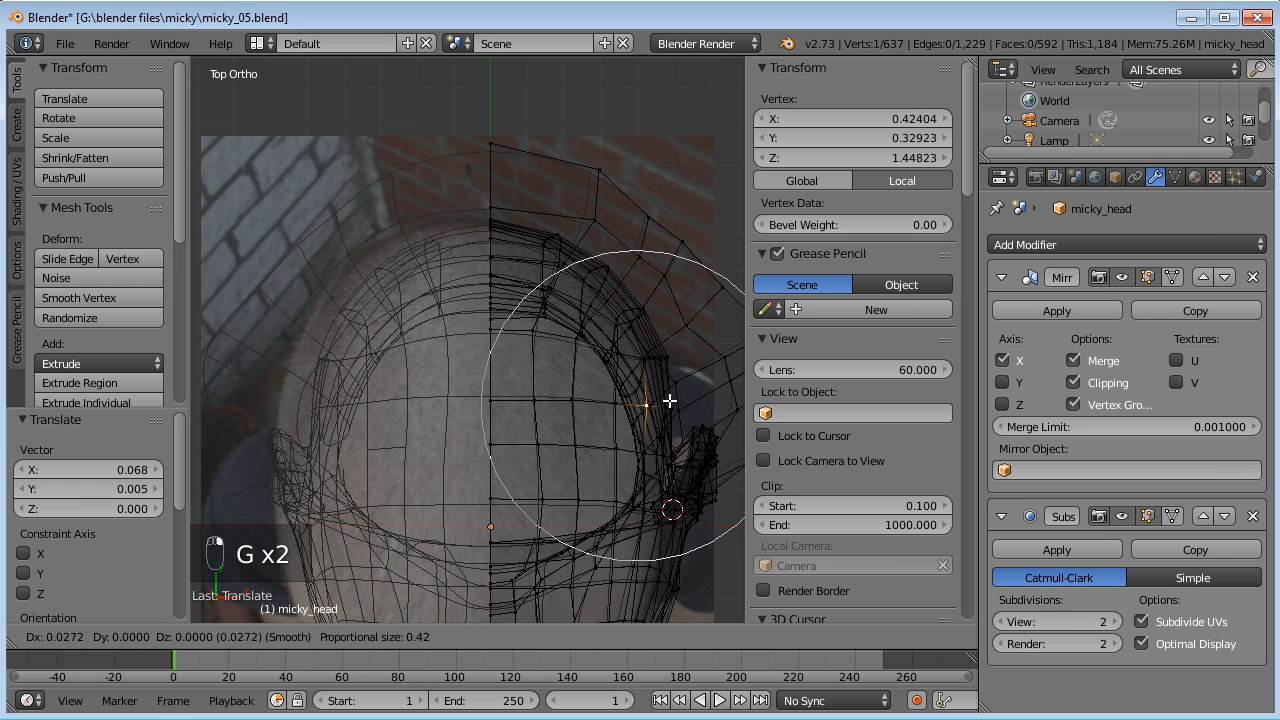 Blender* [G:\blender files\micky\micky_05.blend]
File Render Window Help Default Scene Blender Render v2.73 | Verts:1/637 | Edges:0/1,229 | Faces:0/592 | Tris:1,184 | Mem:75.26M | micky_head
Tools
Create
Shading / UVs
Options
Grease Pencil
Transform
Translate
Rotate
Scale
Shrink/Fatten
Push/Pull
Mesh Tools
Deform:
Slide Edge Vertex
Noise
Smooth Vertex
Randomize
Add:
Extrude
Extrude Region
Extrude Individual
Translate
Vector
X: 0.068
Y: 0.005
Z: 0.000
Constraint Axis
X
Y
Z
Orientation
Top Ortho
G x2
Last: Translate
(1) micky_head
Dx: 0.0272 Dy: 0.0000 Dz: 0.0000 (0.0272) (Smooth) Proportional size: 0.42
Transform
Vertex:
X: 0.42404
Y: 0.32923
Z: 1.44823
Global Local
Vertex Data:
Bevel Weight: 0.00
Grease Pencil
Scene Object
New
View
Lens: 60.000
Lock to Object:
Lock to Cursor
Lock Camera to View
Clip:
Start: 0.100
End: 1000.000
Local Camera:
Camera
Render Border
3D Cursor
View Search All Scenes
RenderLayers
World
Camera
Lamp
micky_head
Add Modifier
Mirr
Apply Copy
Axis: Options: Textures:
X Merge U
Y Clipping V
Z Vertex Gro...
Merge Limit: 0.001000
Mirror Object:
Subs
Apply Copy
Catmull-Clark Simple
Subdivisions: Options:
View: 2 Subdivide UVs
Render: 2 Optimal Display
-40 -20 0 20 40 60 80 100 120 140 160 180 200 220 240 260
View Marker Frame Playback Start: 1 End: 250 1 No Sync